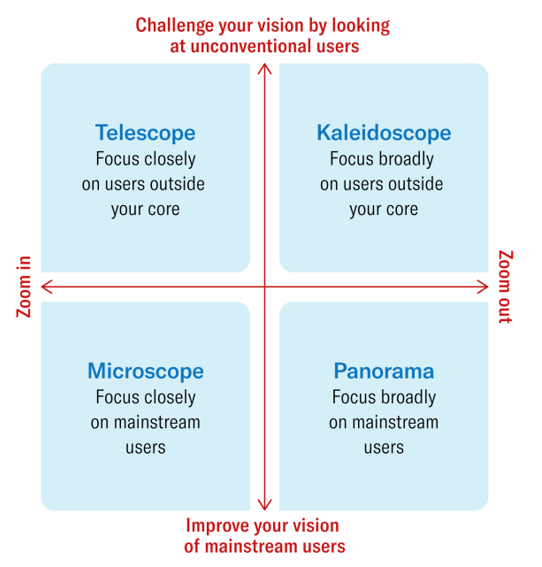 Challenge your vision by looking
at unconventional users
Telescope
Focus closely
on users outside
your core
Kaleidoscope
Focus broadly
on users outside
your core
Zoom in
Zoom out
Microscope
Focus closely
on mainstream
users
Panorama
Focus broadly
on mainstream
users
Improve your vision
of mainstream users